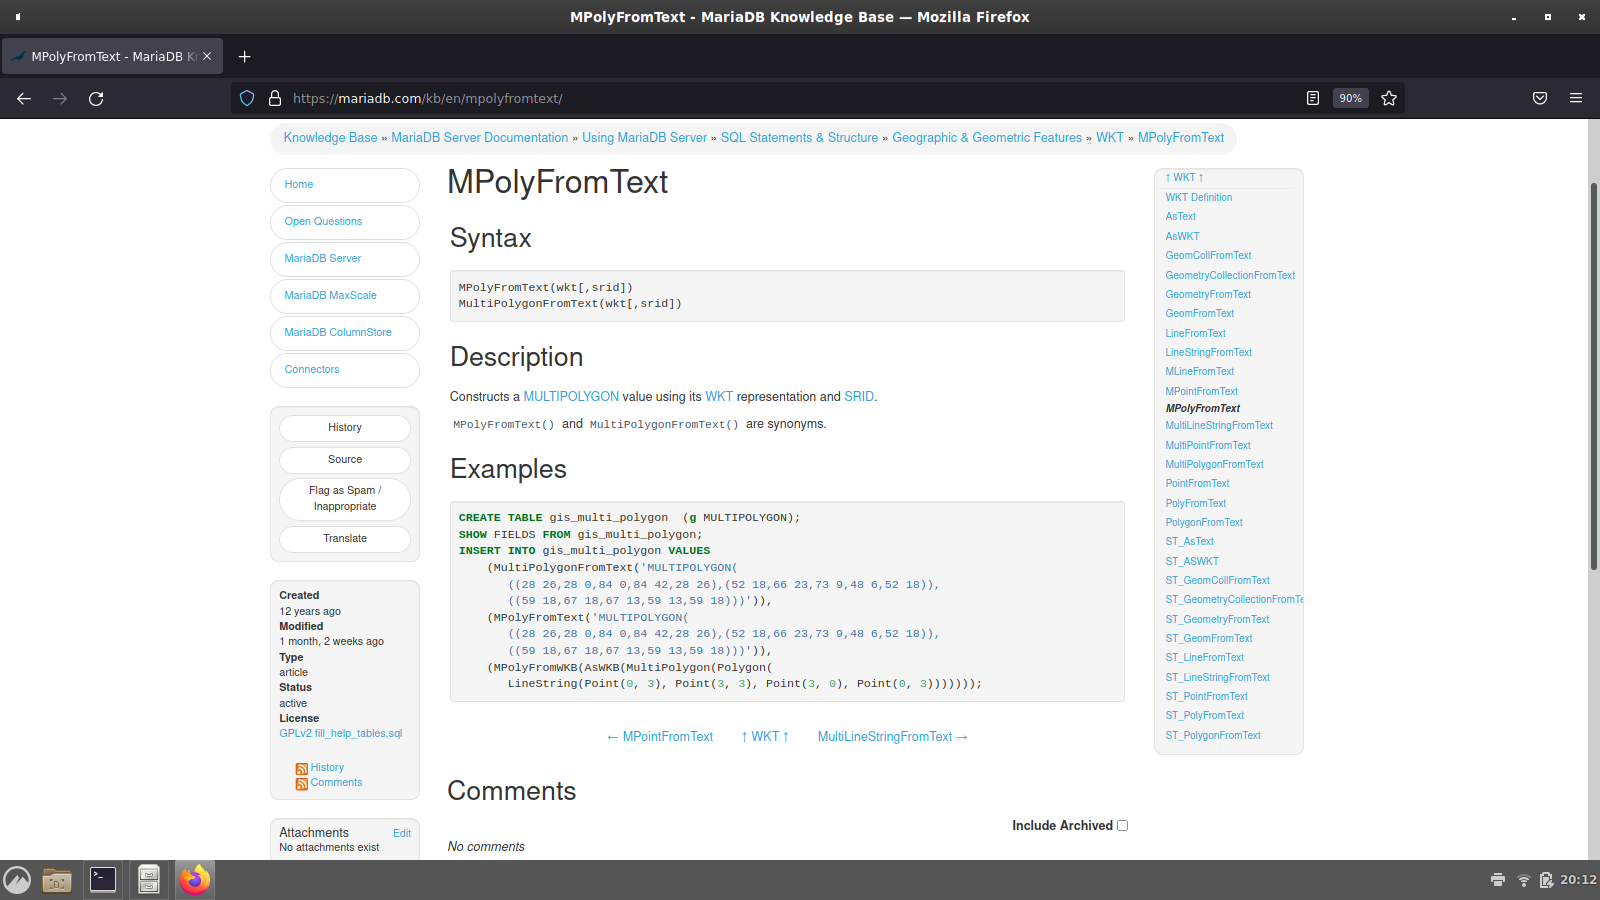 MPolyFromText - MariaDB Knowledge Base — Mozilla Firefox
MPolyFromText - MariaDB Kn
https://mariadb.com/kb/en/mpolyfromtext/
90%
Knowledge Base » MariaDB Server Documentation » Using MariaDB Server » SQL Statements & Structure » Geographic & Geometric Features » WKT » MPolyFromText
Home
Open Questions
MariaDB Server
MariaDB MaxScale
MariaDB ColumnStore
Connectors
History
Source
Flag as Spam /
Inappropriate
Translate
Created
12 years ago
Modified
1 month, 2 weeks ago
Type
article
Status
active
License
GPLv2 fill_help_tables.sql
History
Comments
Attachments
Edit
No attachments exist
MPolyFromText
Syntax
MPolyFromText(wkt[,srid])
MultiPolygonFromText(wkt[,srid])
Description
Constructs a MULTIPOLYGON value using its WKT representation and SRID.
MPolyFromText() and MultiPolygonFromText() are synonyms.
Examples
CREATE TABLE gis_multi_polygon  (g MULTIPOLYGON);
SHOW FIELDS FROM gis_multi_polygon;
INSERT INTO gis_multi_polygon VALUES
    (MultiPolygonFromText('MULTIPOLYGON(
       ((28 26,28 0,84 0,84 42,28 26),(52 18,66 23,73 9,48 6,52 18)),
       ((59 18,67 18,67 13,59 13,59 18)))')),
    (MPolyFromText('MULTIPOLYGON(
       ((28 26,28 0,84 0,84 42,28 26),(52 18,66 23,73 9,48 6,52 18)),
       ((59 18,67 18,67 13,59 13,59 18)))')),
    (MPolyFromWKB(AsWKB(MultiPolygon(Polygon(
       LineString(Point(0, 3), Point(3, 3), Point(3, 0), Point(0, 3)))))));
← MPointFromText
↑ WKT ↑
MultiLineStringFromText →
Comments
Include Archived
No comments
↑ WKT ↑
WKT Definition
AsText
AsWKT
GeomCollFromText
GeometryCollectionFromText
GeometryFromText
GeomFromText
LineFromText
LineStringFromText
MLineFromText
MPointFromText
MPolyFromText
MultiLineStringFromText
MultiPointFromText
MultiPolygonFromText
PointFromText
PolyFromText
PolygonFromText
ST_AsText
ST_ASWKT
ST_GeomCollFromText
ST_GeometryCollectionFromTe
ST_GeometryFromText
ST_GeomFromText
ST_LineFromText
ST_LineStringFromText
ST_PointFromText
ST_PolyFromText
ST_PolygonFromText
20:12